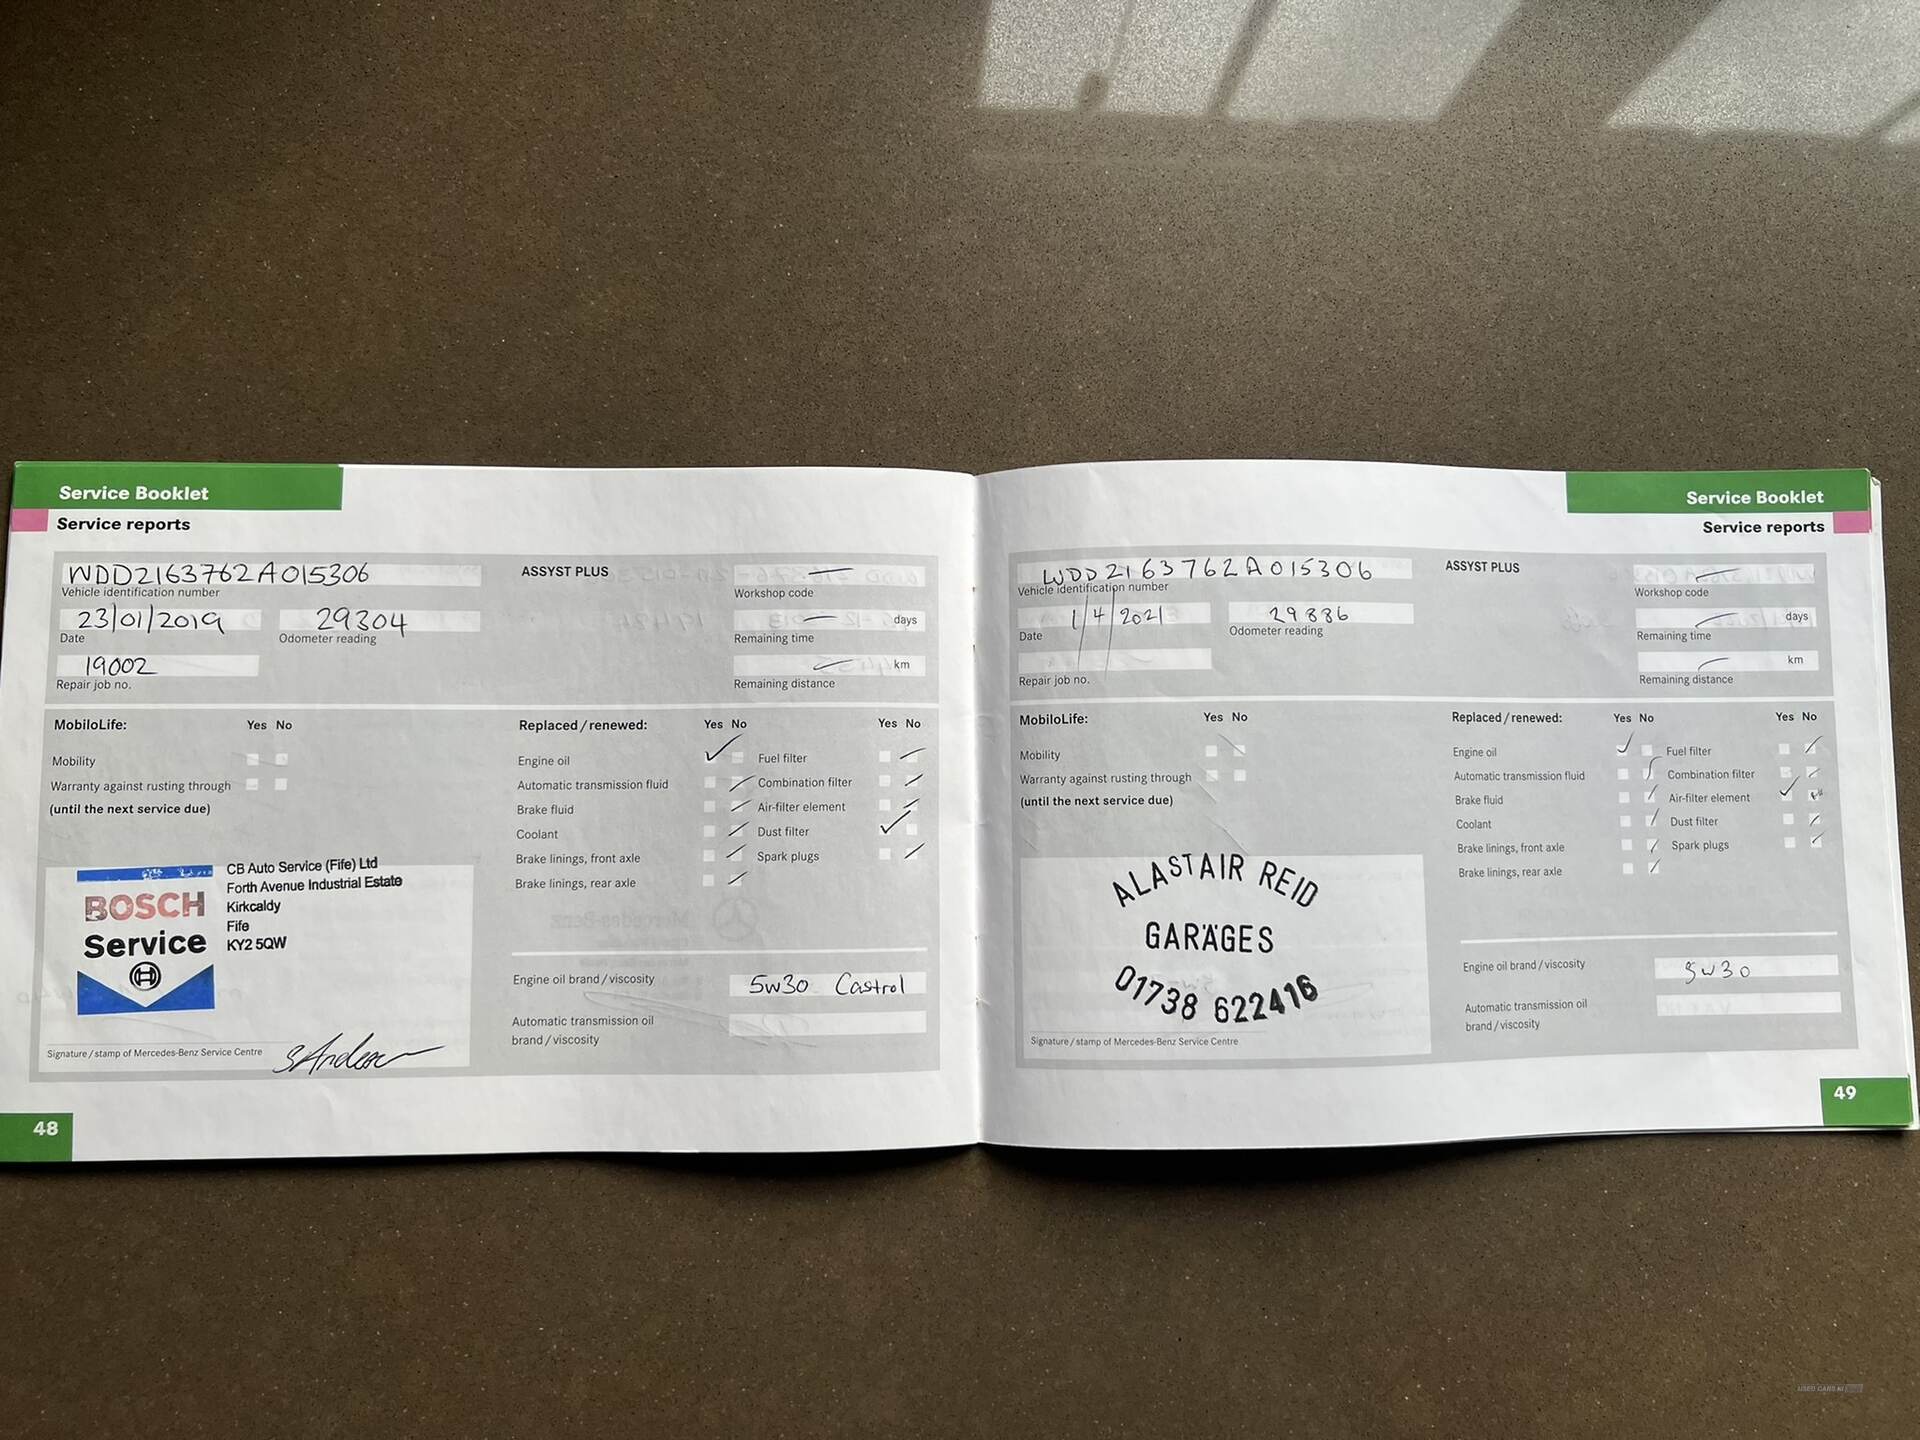 Service Booklet
Service reports
WDD2163762A015306
Vehicle identification number
23/01/2019
Date
29304
Odometer reading
19002
Repair job no.
ASSYST PLUS
Workshop code
days
Remaining time
km
Remaining distance
MobiloLife: Yes No
Mobility
Warranty against rusting through
(until the next service due)
Replaced/renewed: Yes No Yes No
Engine oil Fuel filter
Automatic transmission fluid Combination filter
Brake fluid Air-filter element
Coolant Dust filter
Brake linings, front axle Spark plugs
Brake linings, rear axle
BOSCH
Service
CB Auto Service (Fife) Ltd
Forth Avenue Industrial Estate
Kirkcaldy
Fife
KY2 5QW
Signature/stamp of Mercedes-Benz Service Centre
Engine oil brand/viscosity 5w30 Castrol
Automatic transmission oil
brand/viscosity
48
Service Booklet
Service reports
WDD2163762A015306
Vehicle identification number
1/4/2021
Date
29886
Odometer reading
Repair job no.
ASSYST PLUS
Workshop code
days
Remaining time
km
Remaining distance
MobiloLife: Yes No
Mobility
Warranty against rusting through
(until the next service due)
Replaced/renewed: Yes No Yes No
Engine oil Fuel filter
Automatic transmission fluid Combination filter
Brake fluid Air-filter element
Coolant Dust filter
Brake linings, front axle Spark plugs
Brake linings, rear axle
ALASTAIR REID
GARAGES
01738 622416
Signature/stamp of Mercedes-Benz Service Centre
Engine oil brand/viscosity 5w30
Automatic transmission oil
brand/viscosity
49
USED CARS NI